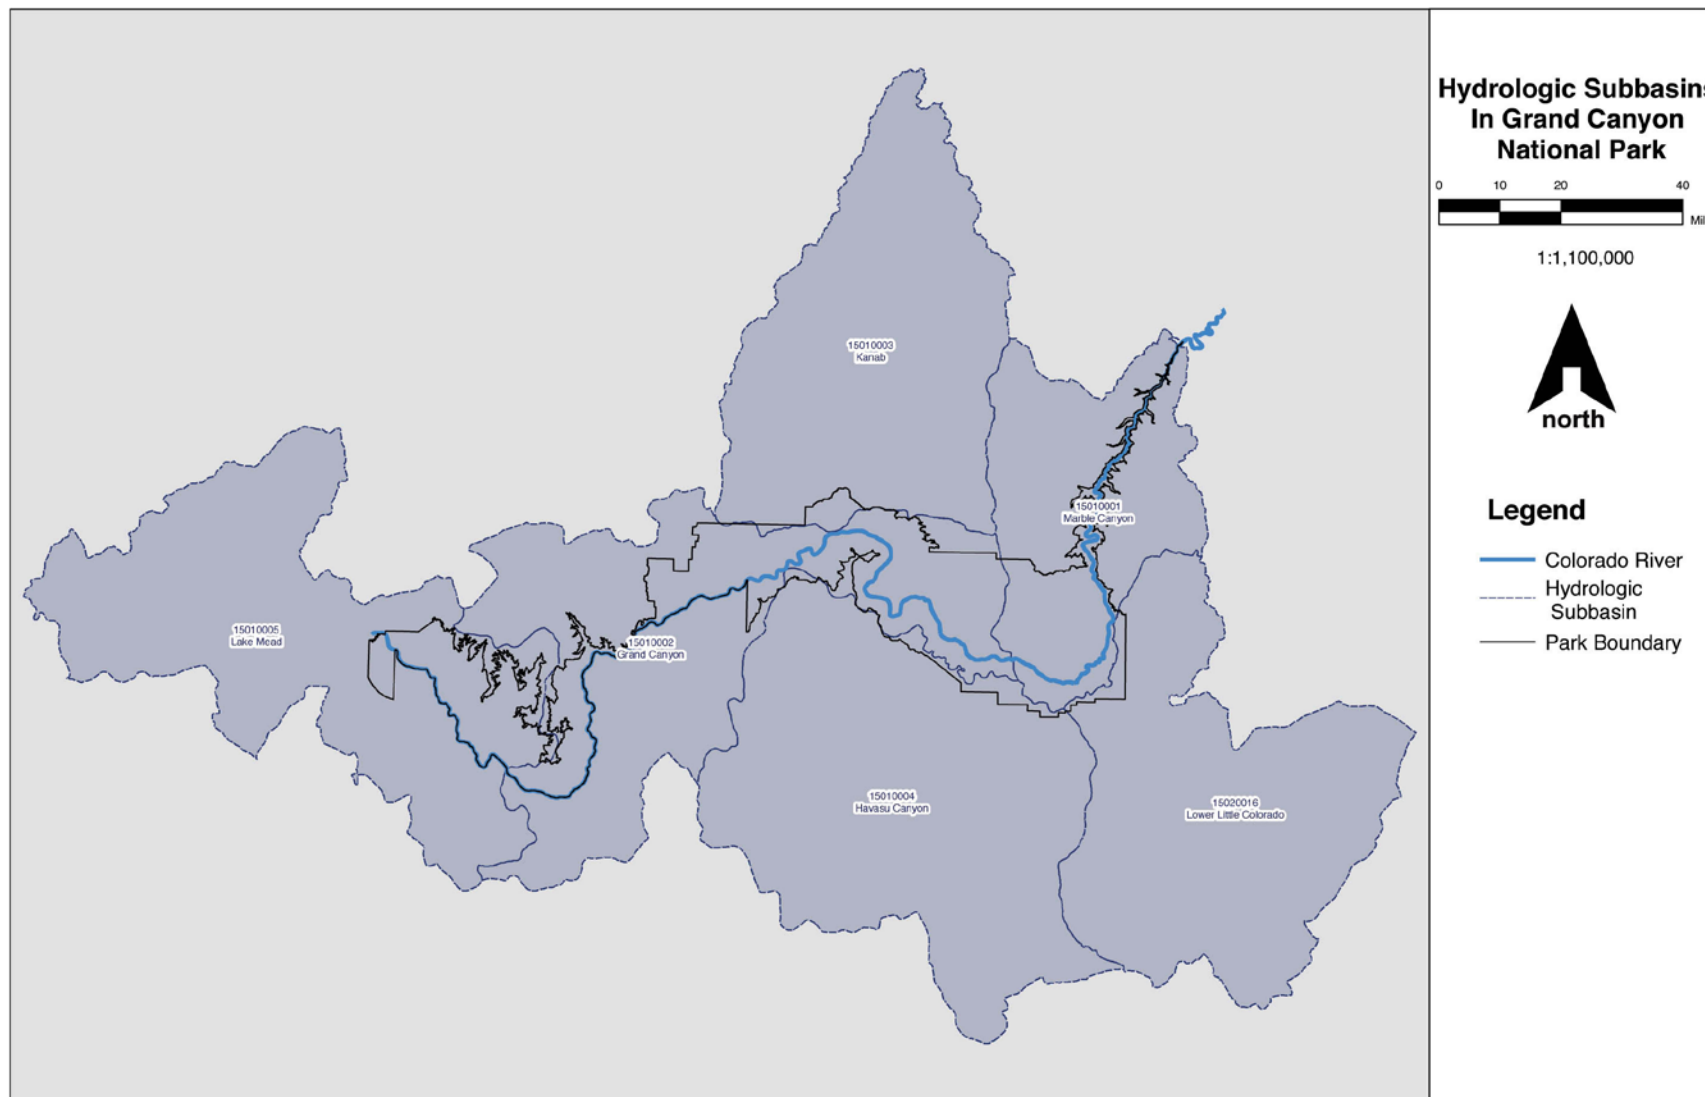 Hydrologic Subbasins
In Grand Canyon
National Park
0 10 20 40
Mil
1:1,100,000
north
Legend
Colorado River
Hydrologic
Subbasin
Park Boundary
15010003
Kanab
15010001
Marble Canyon
15010005
Lake Mead
15010002
Grand Canyon
15010004
Havasu Canyon
15020016
Lower Little Colorado